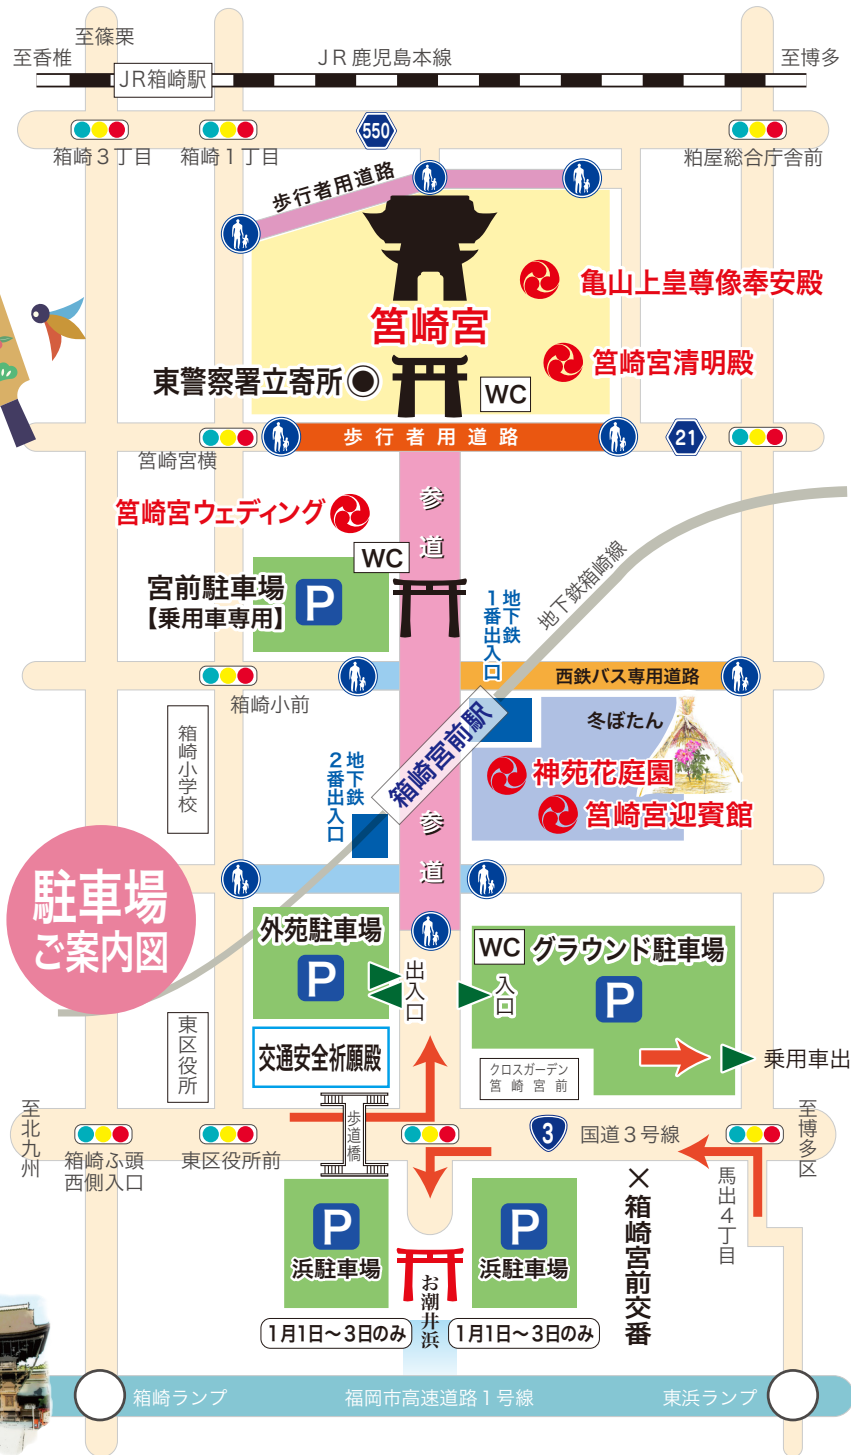 至篠栗
至香椎
JR鹿児島本線
至博多
JR箱崎駅
550
箱崎3丁目
箱崎1丁目
粕屋総合庁舎前
歩行者用道路
亀山上皇尊像奉安殿
筥崎宮
筥崎宮清明殿
東警察署立寄所
WC
歩行者用道路
21
筥崎宮横
参道
筥崎宮ウェディング
WC
宮前駐車場
【乗用車専用】
P
地下鉄
1番出入口
地下鉄箱崎線
西鉄バス専用道路
箱崎小前
箱崎宮前駅
冬ぼたん
箱崎小学校
地下鉄
2番出入口
神苑花庭園
筥崎宮迎賓館
参道
駐車場
ご案内図
外苑駐車場
P
出入口
WC
グラウンド駐車場
入口
P
東区役所
交通安全祈願殿
クロスガーデン
筥崎宮前
乗用車出
至北九州
歩道橋
3
国道3号線
至博多区
箱崎ふ頭
西側入口
東区役所前
馬出4丁目
×箱崎宮前交番
P
浜駐車場
P
浜駐車場
お潮井浜
1月1日〜3日のみ
1月1日〜3日のみ
箱崎ランプ
福岡市高速道路1号線
東浜ランプ